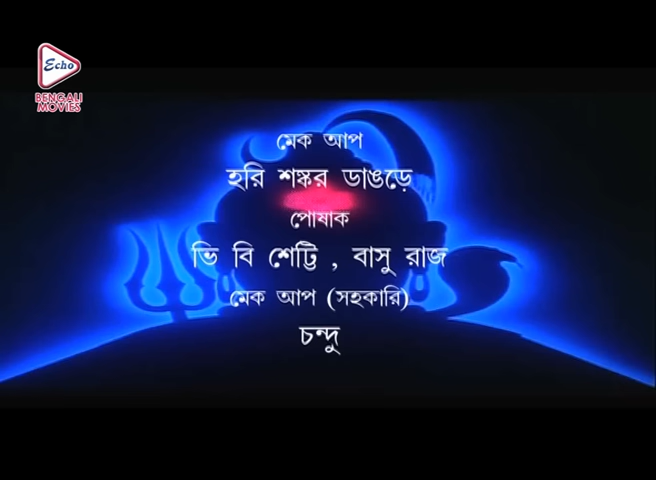 Echo
BENGALI
MOVIES
মেক আপ
হরি শঙ্কর ডাঙড়ে
পোষাক
ভি বি শেট্টি , বাসু রাজ
মেক আপ (সহকারি)
চন্দু